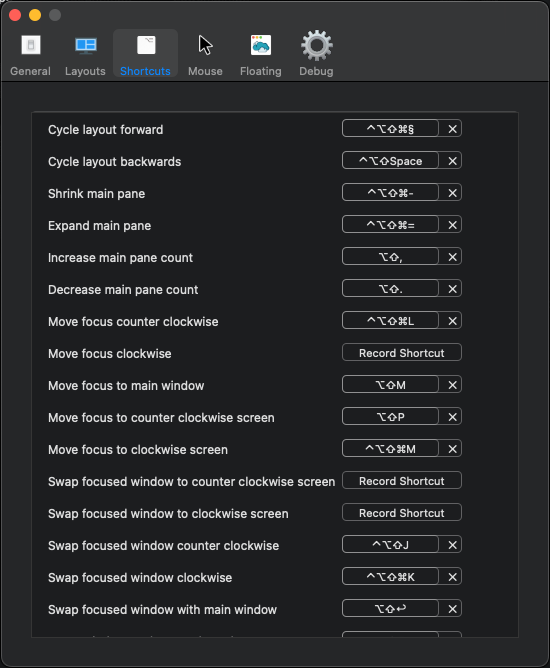 General Layouts Shortcuts Mouse Floating Debug
Cycle layout forward ^⌥⇧⌘§ ×
Cycle layout backwards ^⌥⇧Space ×
Shrink main pane ^⌥⇧⌘- ×
Expand main pane ^⌥⇧⌘= ×
Increase main pane count ⌥⇧, ×
Decrease main pane count ⌥⇧. ×
Move focus counter clockwise ^⌥⇧⌘L ×
Move focus clockwise Record Shortcut
Move focus to main window ⌥⇧M ×
Move focus to counter clockwise screen ⌥⇧P ×
Move focus to clockwise screen ^⌥⇧⌘M ×
Swap focused window to counter clockwise screen Record Shortcut
Swap focused window to clockwise screen Record Shortcut
Swap focused window counter clockwise ^⌥⇧J ×
Swap focused window clockwise ^⌥⇧⌘K ×
Swap focused window with main window ⌥⇧↩ ×